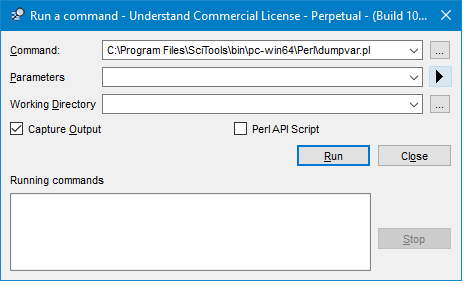 Run a command - Understand Commercial License - Perpetual - (Build 10...
Command: C:\Program Files\SciTools\bin\pc-win64\Perl\dumpvar.pl ...
Parameters
Working Directory ...
Capture Output Perl API Script
Run Close
Running commands
Stop